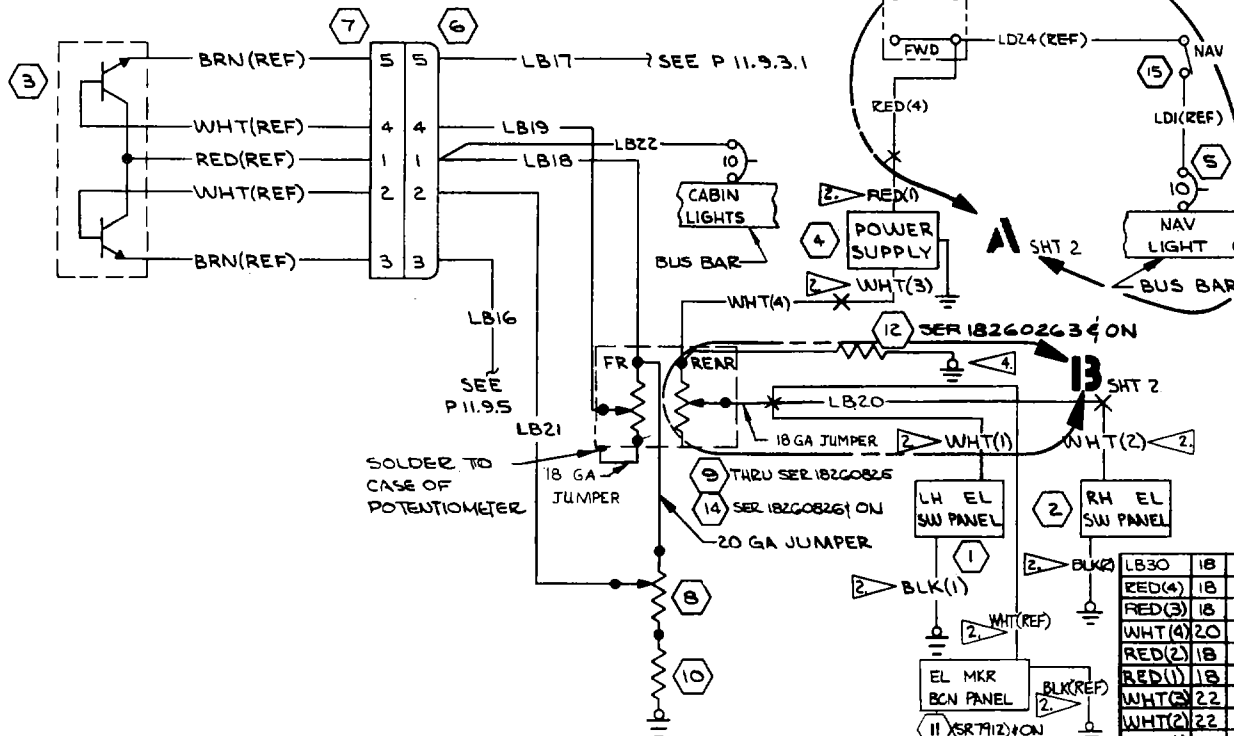 7
6
3
BRN(REF)
5
5
LB17
SEE P 11.9.3.1
WHT(REF)
4
4
LB19
RED(REF)
1
1
LB18
LB22
WHT(REF)
2
2
BRN(REF)
3
3
10
CABIN
LIGHTS
BUS BAR
LB16
SEE
P 11.9.5
LB21
FWD
LD24(REF)
NAV
15
RED(4)
LD1(REF)
10
5
2.
RED(1)
4
POWER
SUPPLY
A SHT 2
NAV
LIGHT
BUS BAR
2.
WHT(3)
WHT(4)
12
SER 18260263 & ON
FR
REAR
4.
B SHT 2
LB20
18 GA JUMPER
2.
WHT(1)
WHT(2)
2.
SOLDER TO
CASE OF
POTENTIOMETER
18 GA
JUMPER
9
THRU SER 18260825
14
SER 18260826 & ON
20 GA JUMPER
LH EL
SW PANEL
1
2
RH EL
SW PANEL
8
10
2.
BLK(1)
2.
BLK(2)
2.
WHT(REF)
EL MKR
BCN PANEL
BLK(REF)
2.
11
(SR7912) & ON
LB30 18
RED(4) 18
RED(3) 18
WHT(4) 20
RED(2) 18
RED(1) 18
WHT(3) 22
WHT(2) 22